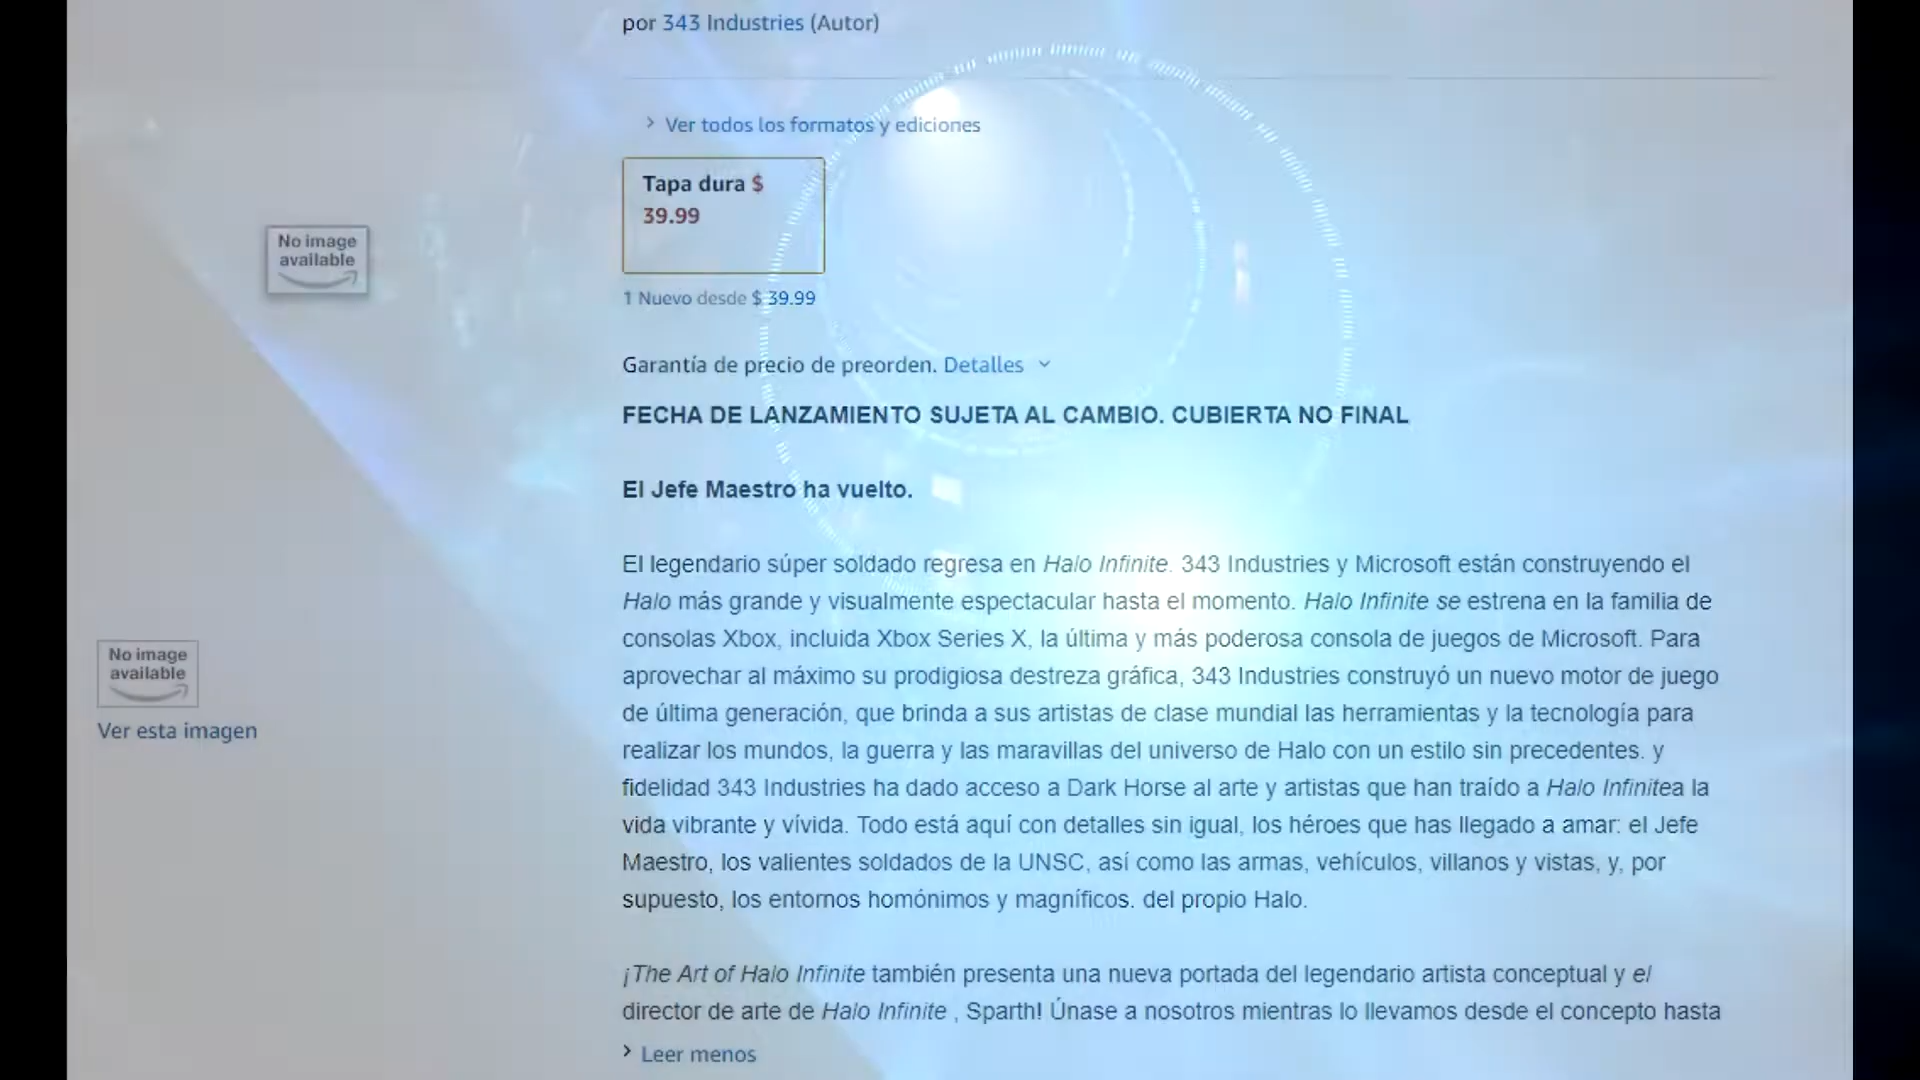 por 343 Industries (Autor)
Ver todos los formatos y ediciones
Tapa dura $
39.99
1 Nuevo desde $ 39.99
No image
available
Garantía de precio de preorden. Detalles
FECHA DE LANZAMIENTO SUJETA AL CAMBIO. CUBIERTA NO FINAL
El Jefe Maestro ha vuelto.
El legendario súper soldado regresa en Halo Infinite. 343 Industries y Microsoft están construyendo el
Halo más grande y visualmente espectacular hasta el momento. Halo Infinite se estrena en la familia de
consolas Xbox, incluida Xbox Series X, la última y más poderosa consola de juegos de Microsoft. Para
aprovechar al máximo su prodigiosa destreza gráfica, 343 Industries construyó un nuevo motor de juego
de última generación, que brinda a sus artistas de clase mundial las herramientas y la tecnología para
realizar los mundos, la guerra y las maravillas del universo de Halo con un estilo sin precedentes. y
fidelidad 343 Industries ha dado acceso a Dark Horse al arte y artistas que han traído a Halo Infinitea la
vida vibrante y vívida. Todo está aquí con detalles sin igual, los héroes que has llegado a amar: el Jefe
Maestro, los valientes soldados de la UNSC, así como las armas, vehículos, villanos y vistas, y, por
supuesto, los entornos homónimos y magníficos. del propio Halo.
¡The Art of Halo Infinite también presenta una nueva portada del legendario artista conceptual y el
director de arte de Halo Infinite , Sparth! Únase a nosotros mientras lo llevamos desde el concepto hasta
Leer menos
No image
available
Ver esta imagen